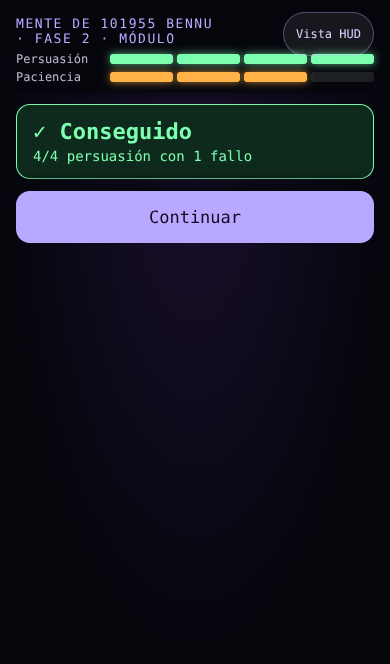 MENTE DE 101955 BENNU
· FASE 2 · MÓDULO
Vista HUD
Persuasión
Paciencia
✓ Conseguido
4/4 persuasión con 1 fallo
Continuar